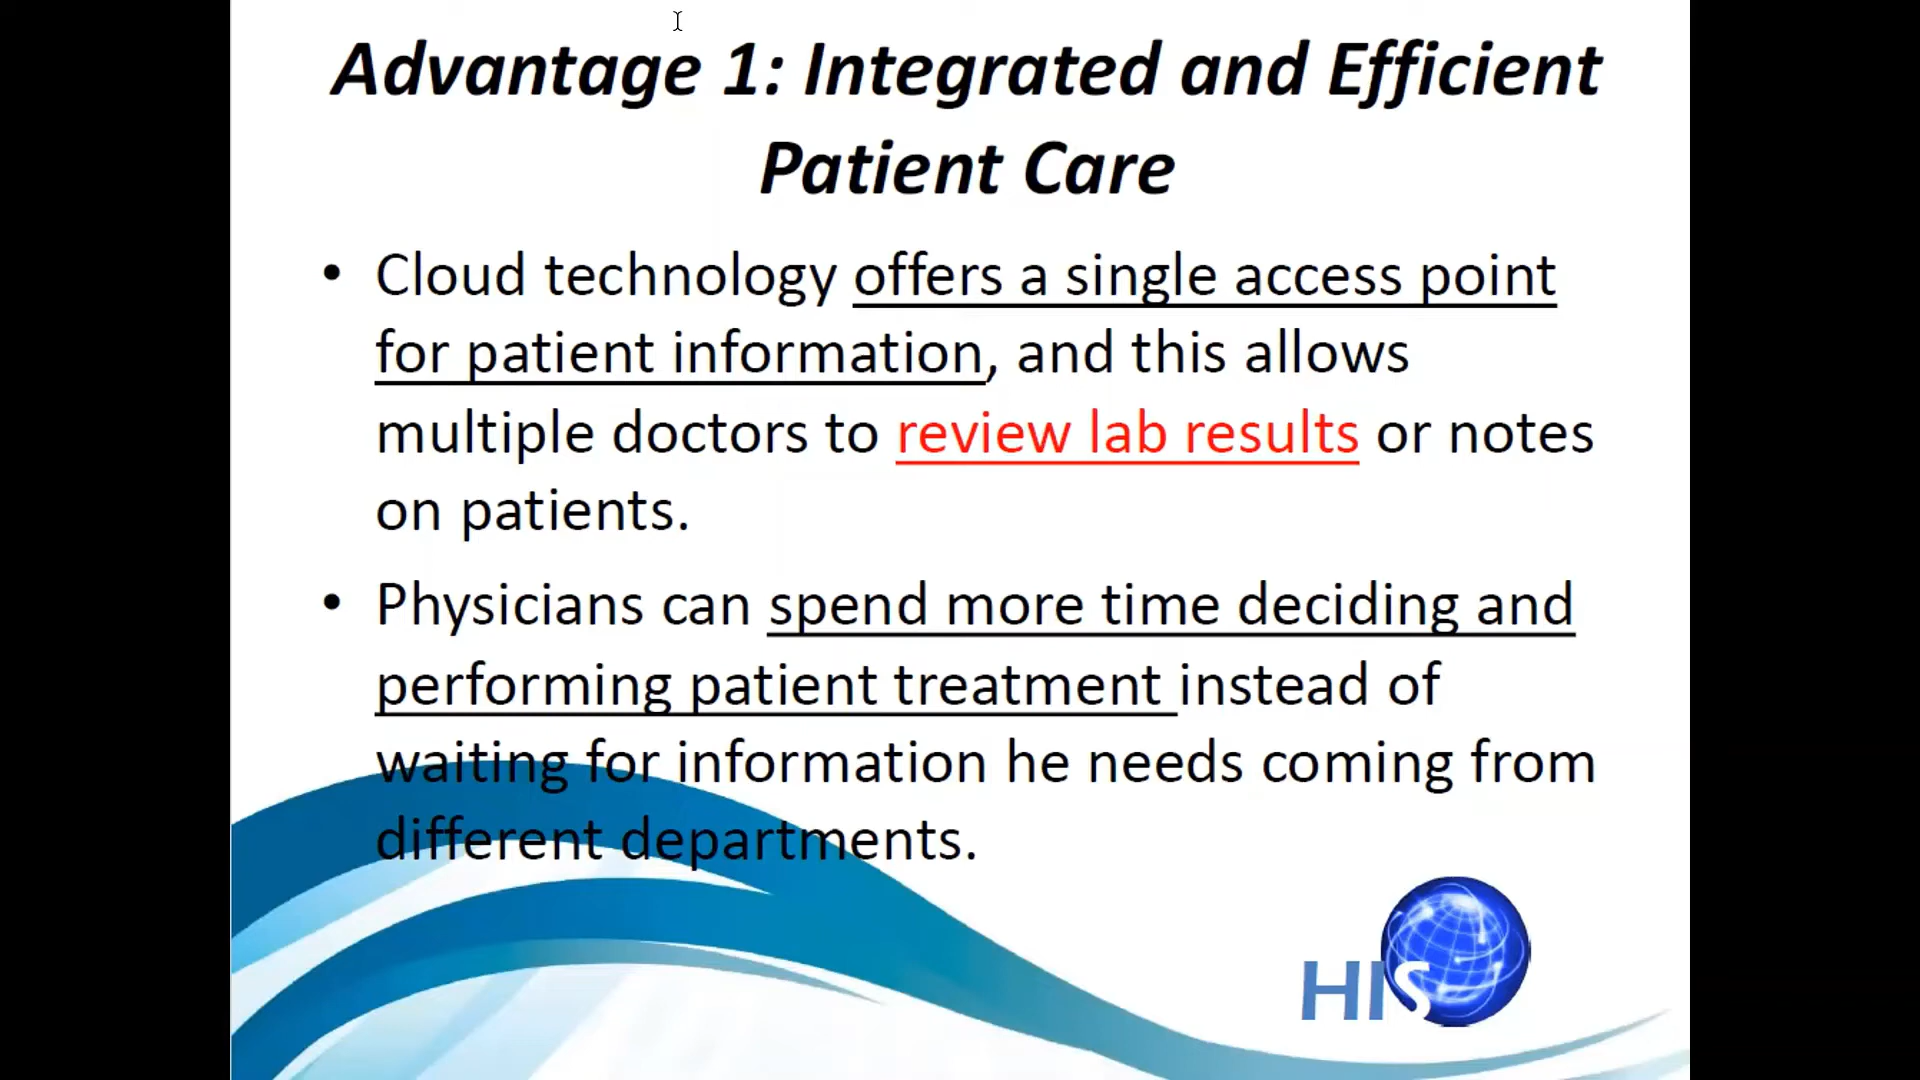 Advantage 1: Integrated and Efficient
Patient Care
• Cloud technology offers a single access point
for patient information, and this allows
multiple doctors to review lab results or notes
on patients.
• Physicians can spend more time deciding and
performing patient treatment instead of
waiting for information he needs coming from
different departments.
HIS